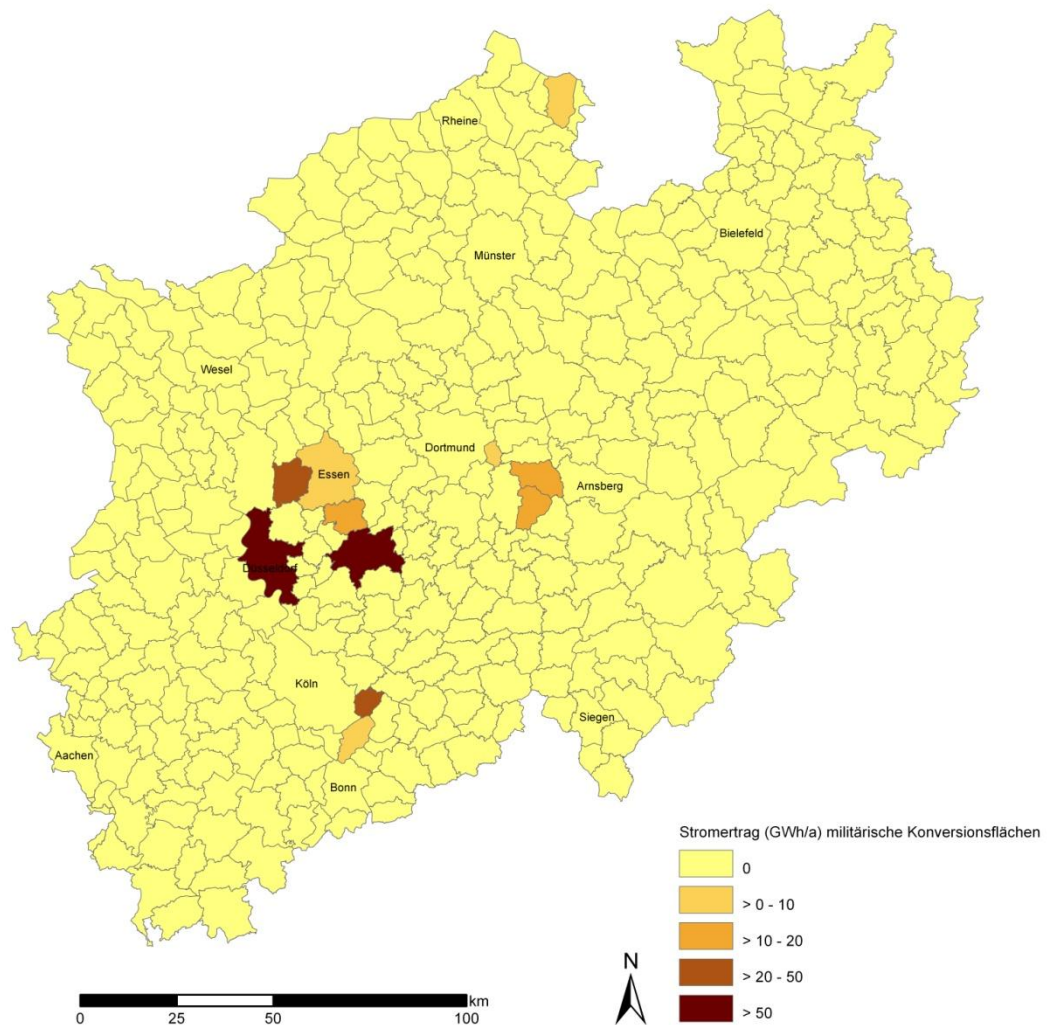 Rheine
Bielefeld
Münster
Wesel
Dortmund
Essen
Arnsberg
Düsseldorf
Köln
Siegen
Aachen
Bonn
Stromertrag (GWh/a) militärische Konversionsflächen
0
> 0 - 10
> 10 - 20
> 20 - 50
> 50
N
km
0 25 50 100